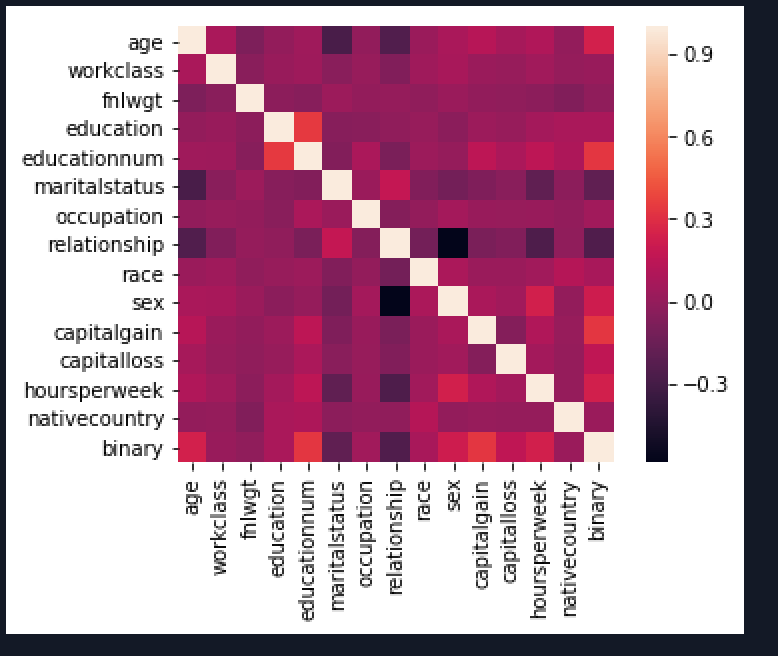 age
workclass
fnlwgt
education
educationnum
maritalstatus
occupation
relationship
race
sex
capitalgain
capitalloss
hoursperweek
nativecountry
binary
age
workclass
fnlwgt
education
educationnum
maritalstatus
occupation
relationship
race
sex
capitalgain
capitalloss
hoursperweek
nativecountry
binary
0.9
0.6
0.3
0.0
−0.3